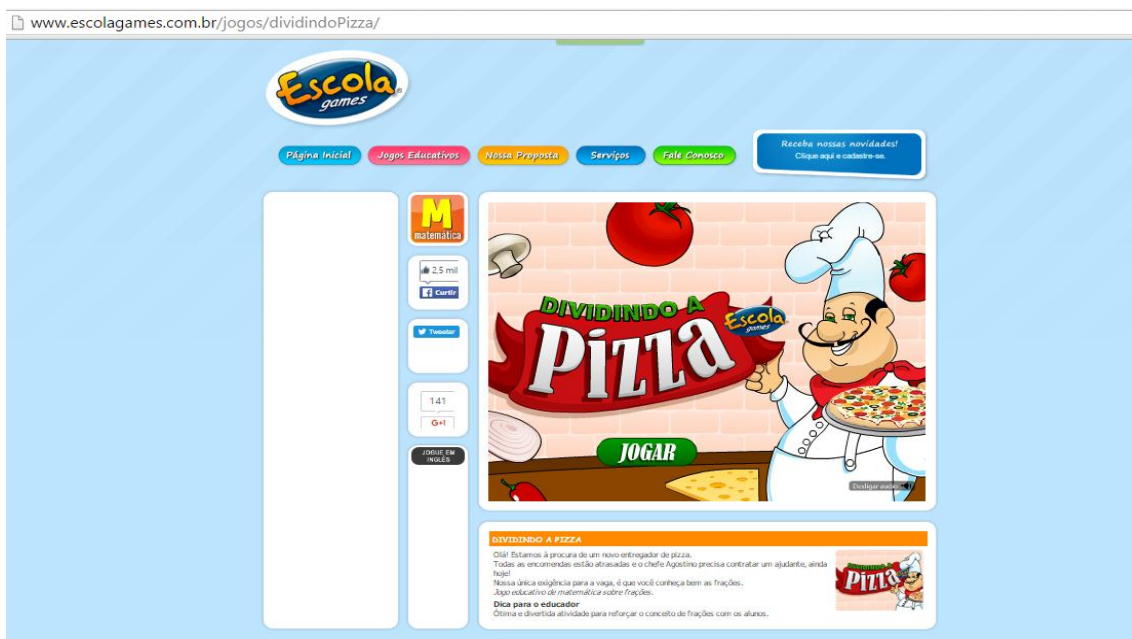 www.escolagames.com.br/jogos/dividindoPizza/
Escola
games
Página Inicial
Jogos Educativos
Nossa Proposta
Serviços
Fale Conosco
Receba nossas novidades!
Clique aqui e cadastre-se.
M
matemática
2,5 mil
Curtir
Tweetar
141
G+1
JOGUE EM
INGLÊS
DIVIDINDO A
Pizza
Escola
games
JOGAR
Desligar audio
DIVIDINDO A PIZZA
Olá! Estamos à procura de um novo entregador de pizza.
Todas as encomendas estão atrasadas e o chefe Agostino precisa contratar um ajudante, ainda
hoje!
Nossa única exigência para a vaga, é que você conheça bem as frações.
Jogo educativo de matemática sobre frações.
Dica para o educador
Ótima e divertida atividade para reforçar o conceito de frações com os alunos.
DIVIDINDO A
Pizza